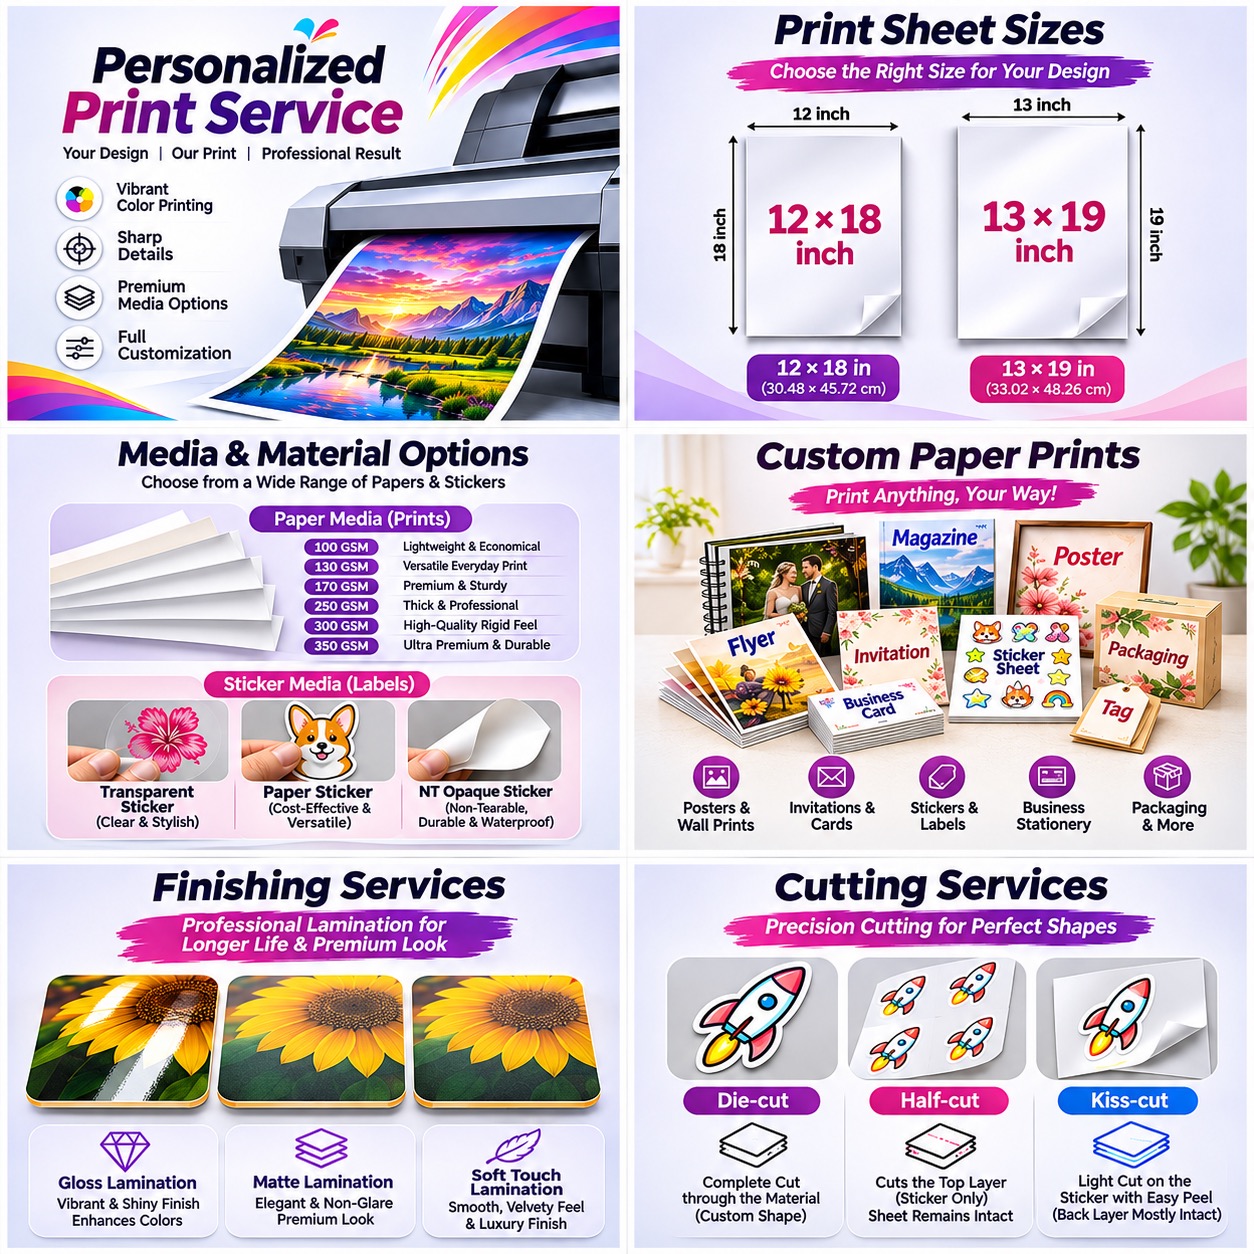 Personalized
Print Service
Your Design | Our Print | Professional Result
Vibrant
Color Printing
Sharp
Details
Premium
Media Options
Full
Customization
Print Sheet Sizes
Choose the Right Size for Your Design
12 inch
18 inch
12 × 18
inch
12 × 18 in
(30.48 × 45.72 cm)
13 inch
19 inch
13 × 19
inch
13 × 19 in
(33.02 × 48.26 cm)
Media & Material Options
Choose from a Wide Range of Papers & Stickers
Paper Media (Prints)
100 GSM Lightweight & Economical
130 GSM Versatile Everyday Print
170 GSM Premium & Sturdy
250 GSM Thick & Professional
300 GSM High-Quality Rigid Feel
350 GSM Ultra Premium & Durable
Sticker Media (Labels)
Transparent
Sticker
(Clear & Stylish)
Paper Sticker
(Cost-Effective &
Versatile)
NT Opaque Sticker
(Non-Tearable,
Durable & Waterproof)
Custom Paper Prints
Print Anything, Your Way!
Magazine
Poster
Flyer
Invitation
Business
Card
Sticker
Sheet
Packaging
Tag
Posters &
Wall Prints
Invitations &
Cards
Stickers &
Labels
Business
Stationery
Packaging
& More
Finishing Services
Professional Lamination for
Longer Life & Premium Look
Gloss Lamination
Vibrant & Shiny Finish
Enhances Colors
Matte Lamination
Elegant & Non-Glare
Premium Look
Soft Touch
Lamination
Smooth, Velvety Feel
& Luxury Finish
Cutting Services
Precision Cutting for Perfect Shapes
Die-cut
Complete Cut
through the Material
(Custom Shape)
Half-cut
Cuts the Top Layer
(Sticker Only)
Sheet Remains Intact
Kiss-cut
Light Cut on the
Sticker with Easy Peel
(Back Layer Mostly Intact)